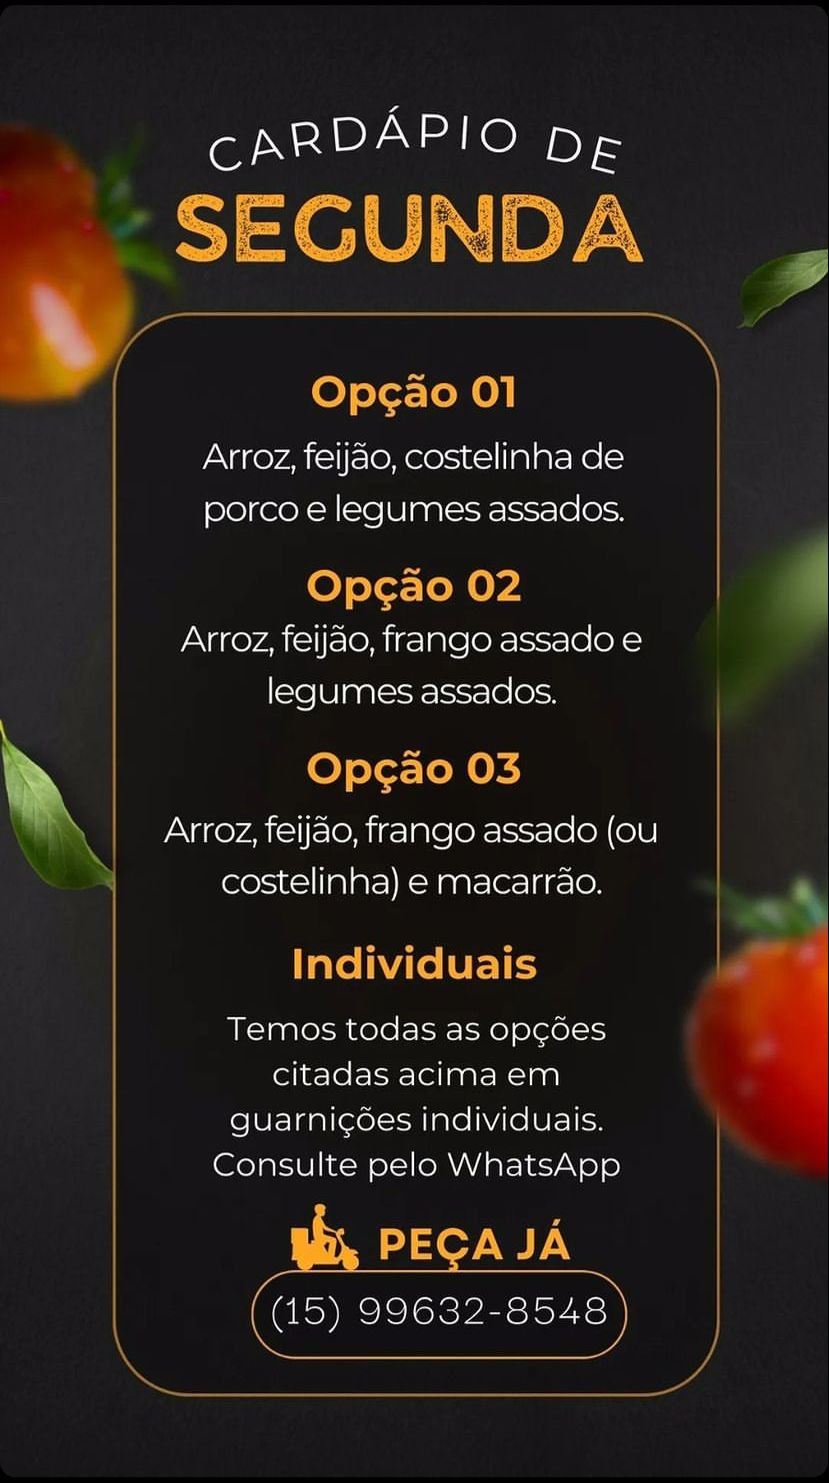 CARDÁPIO DE
SEGUNDA
Opção 01
Arroz, feijão, costelinha de
porco e legumes assados.
Opção 02
Arroz, feijão, frango assado e
legumes assados.
Opção 03
Arroz, feijão, frango assado (ou
costelinha) e macarrão.
Individuais
Temos todas as opções
citadas acima em
guarnições individuais.
Consulte pelo WhatsApp
PEÇA JÁ
(15) 99632-8548